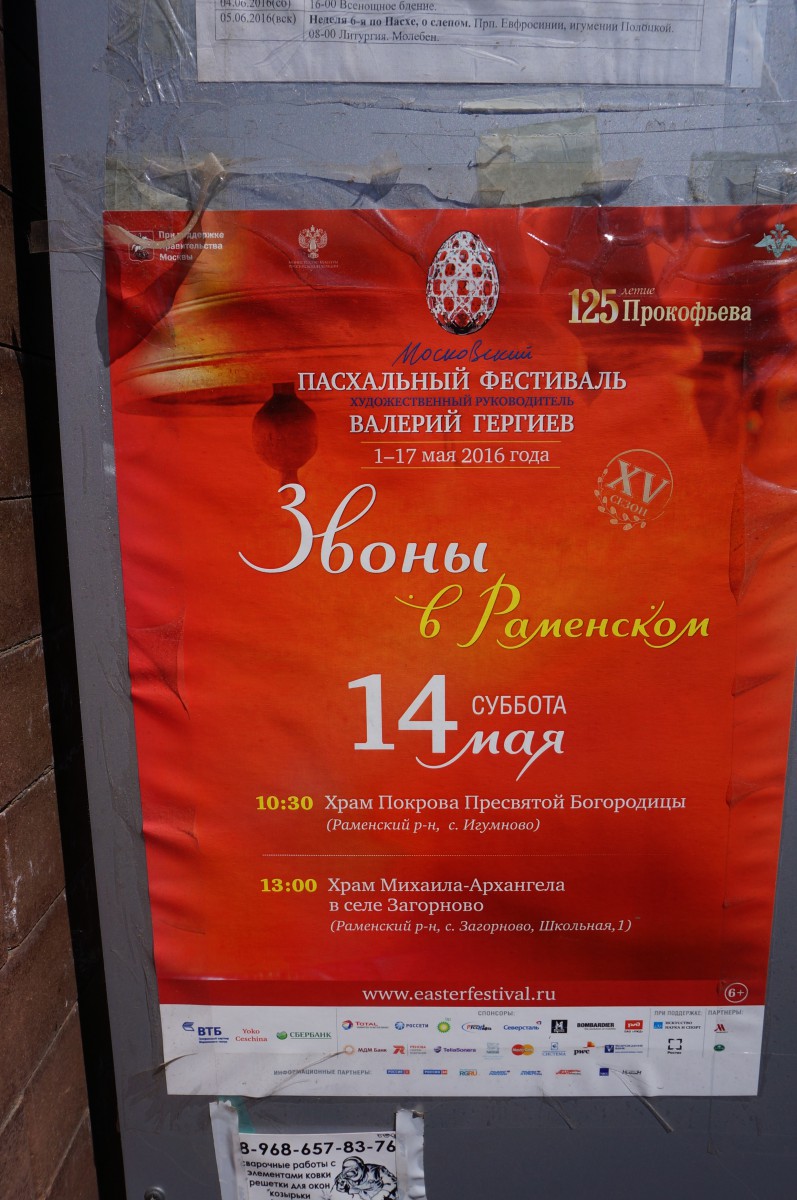 04.06.2016(сб) 16-00 Всенощное бдение.
05.06.2016(вск) Неделя 6-я по Пасхе, о слепом. Прп. Евфросинии, игумении Полоцкой.
08-00 Литургия. Молебен.
При поддержке
Правительства
Москвы
125 летие
Прокофьева
Московский
ПАСХАЛЬНЫЙ ФЕСТИВАЛЬ
ХУДОЖЕСТВЕННЫЙ РУКОВОДИТЕЛЬ
ВАЛЕРИЙ ГЕРГИЕВ
1–17 мая 2016 года
XV
СЕЗОН
Звоны
в Раменском
14 СУББОТА
мая
10:30 Храм Покрова Пресвятой Богородицы
(Раменский р-н, с. Игумново)
13:00 Храм Михаила-Архангела
в селе Загорново
(Раменский р-н, с. Загорново, Школьная,1)
www.easterfestival.ru 6+
СПОНСОРЫ: ПРИ ПОДДЕРЖКЕ: ПАРТНЕРЫ:
ВТБ Yoko Ceschina СБЕРБАНК TOTAL РОССЕТИ bp Северсталь BOMBARDIER
МДМ Банк TeliaSonera MasterCard СИСТЕМА pwc
ИНФОРМАЦИОННЫЕ ПАРТНЕРЫ:
8-968-657-83-76
сварочные работы с
элементами ковки
решетки для окон
козырьки